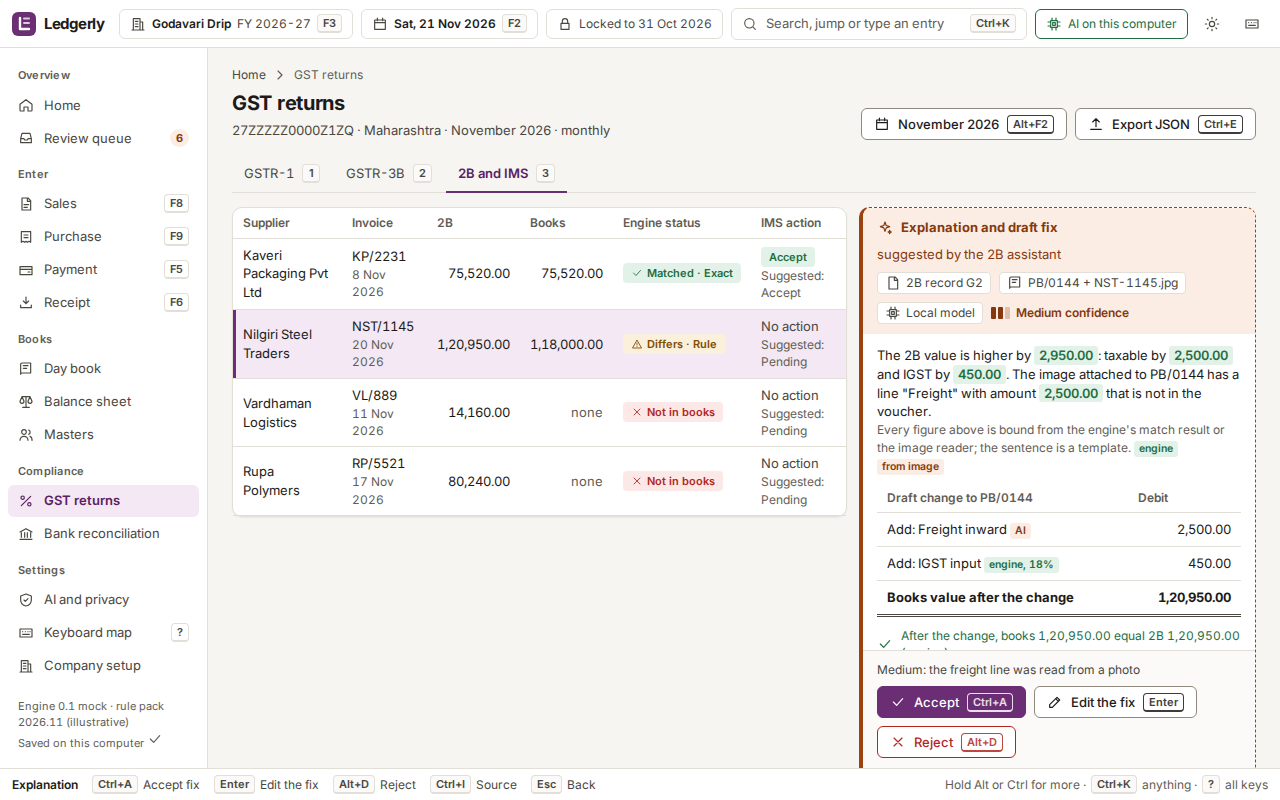 Ledgerly
Godavari Drip FY 2026-27 F3
Sat, 21 Nov 2026 F2
Locked to 31 Oct 2026
Search, jump or type an entry Ctrl+K
AI on this computer
Overview
Home
Review queue 6
Enter
Sales F8
Purchase F9
Payment F5
Receipt F6
Books
Day book
Balance sheet
Masters
Compliance
GST returns
Bank reconciliation
Settings
AI and privacy
Keyboard map ?
Company setup
Engine 0.1 mock · rule pack
2026.11 (illustrative)
Saved on this computer
Home GST returns
GST returns
27ZZZZZ0000Z1ZQ · Maharashtra · November 2026 · monthly
November 2026 Alt+F2
Export JSON Ctrl+E
GSTR-1 1
GSTR-3B 2
2B and IMS 3
Supplier Invoice 2B Books Engine status IMS action
Kaveri
Packaging Pvt
Ltd
KP/2231
8 Nov
2026
75,520.00
75,520.00
Matched · Exact
Accept
Suggested:
Accept
Nilgiri Steel
Traders
NST/1145
20 Nov
2026
1,20,950.00
1,18,000.00
Differs · Rule
No action
Suggested:
Pending
Vardhaman
Logistics
VL/889
11 Nov
2026
14,160.00
none
Not in books
No action
Suggested:
Pending
Rupa
Polymers
RP/5521
17 Nov
2026
80,240.00
none
Not in books
No action
Suggested:
Pending
Explanation and draft fix
suggested by the 2B assistant
2B record G2
PB/0144 + NST-1145.jpg
Local model
Medium confidence
The 2B value is higher by 2,950.00: taxable by 2,500.00
and IGST by 450.00. The image attached to PB/0144 has a
line "Freight" with amount 2,500.00 that is not in the
voucher.
Every figure above is bound from the engine's match result or
the image reader; the sentence is a template. engine
from image
Draft change to PB/0144 Debit
Add: Freight inward AI 2,500.00
Add: IGST input engine, 18% 450.00
Books value after the change 1,20,950.00
After the change, books 1,20,950.00 equal 2B 1,20,950.00
Medium: the freight line was read from a photo
Accept Ctrl+A
Edit the fix Enter
Reject Alt+D
Explanation Ctrl+A Accept fix Enter Edit the fix Alt+D Reject Ctrl+I Source Esc Back
Hold Alt or Ctrl for more · Ctrl+K anything · ? all keys